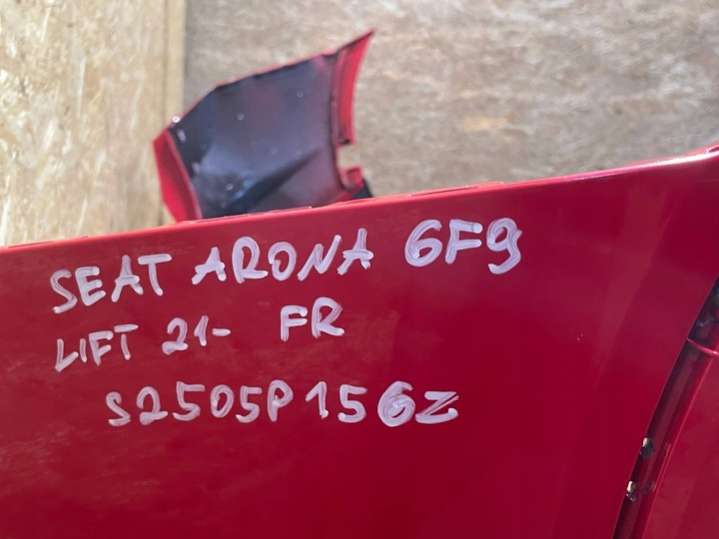 SEAT ARONA 6F9
LIFT 21- FR
S2505P156Z